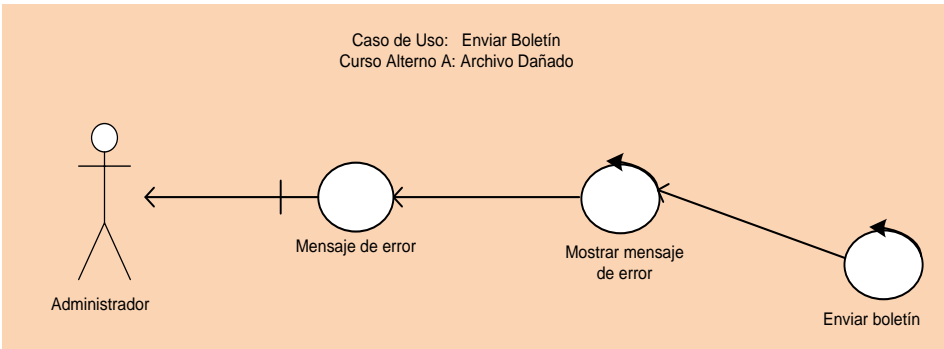 Caso de Uso: Enviar Boletín
Curso Alterno A: Archivo Dañado
Mensaje de error
Mostrar mensaje
de error
Administrador
Enviar boletín